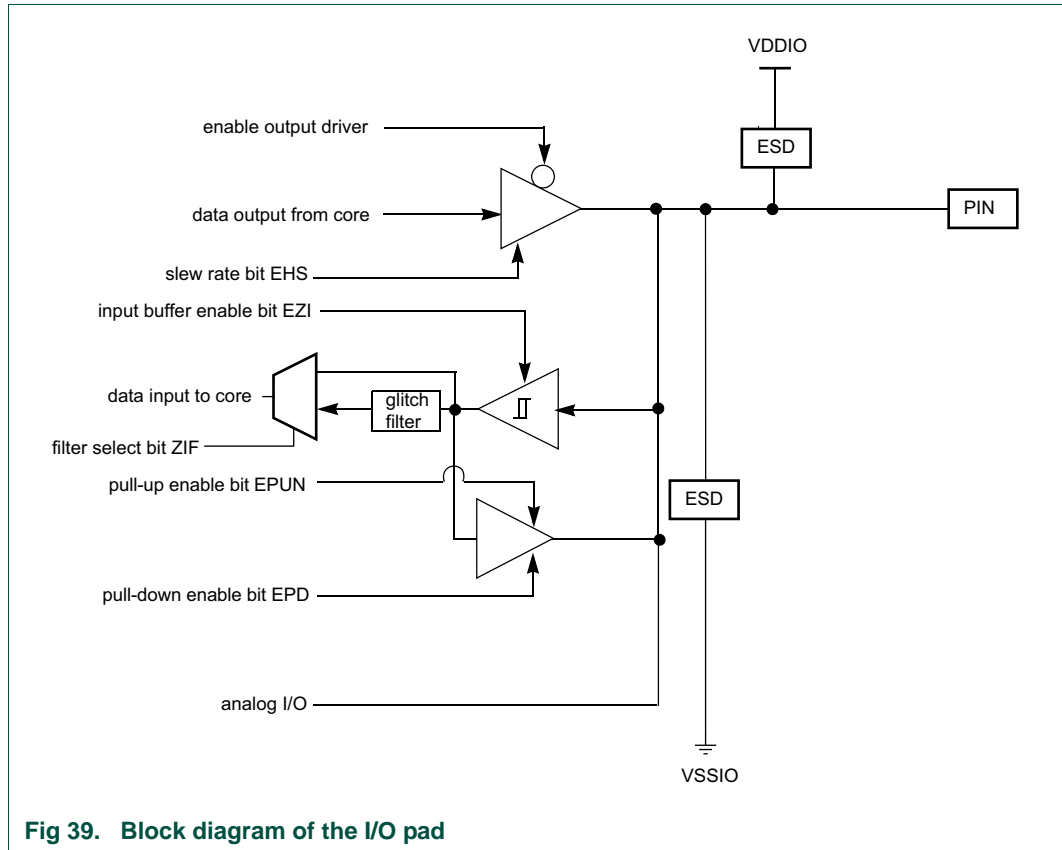 VDDIO
enable output driver
ESD
data output from core
PIN
slew rate bit EHS
input buffer enable bit EZI
data input to core
glitch
filter
filter select bit ZIF
pull-up enable bit EPUN
ESD
pull-down enable bit EPD
analog I/O
VSSIO
Fig 39. Block diagram of the I/O pad